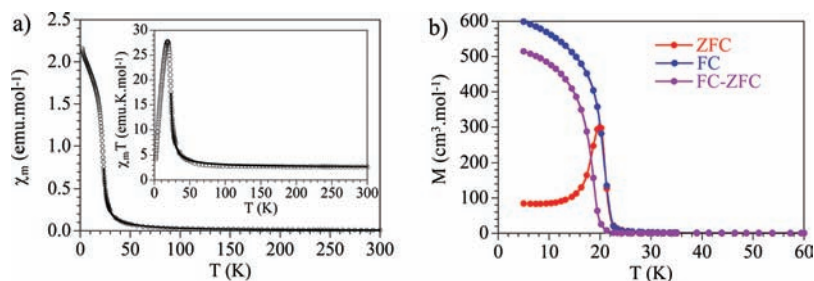 a)
2.5
2.0
1.5
1.0
0.5
0.0
χm (emu.mol-1)
0 50 100 150 200 250 300
T (K)
30
25
20
15
10
5
0
χmT (emu.K.mol-1)
0 50 100 150 200 250 300
T (K)
b)
600
500
400
300
200
100
0
M (cm3.mol-1)
ZFC
FC
FC-ZFC
0 10 20 30 40 50 60
T (K)